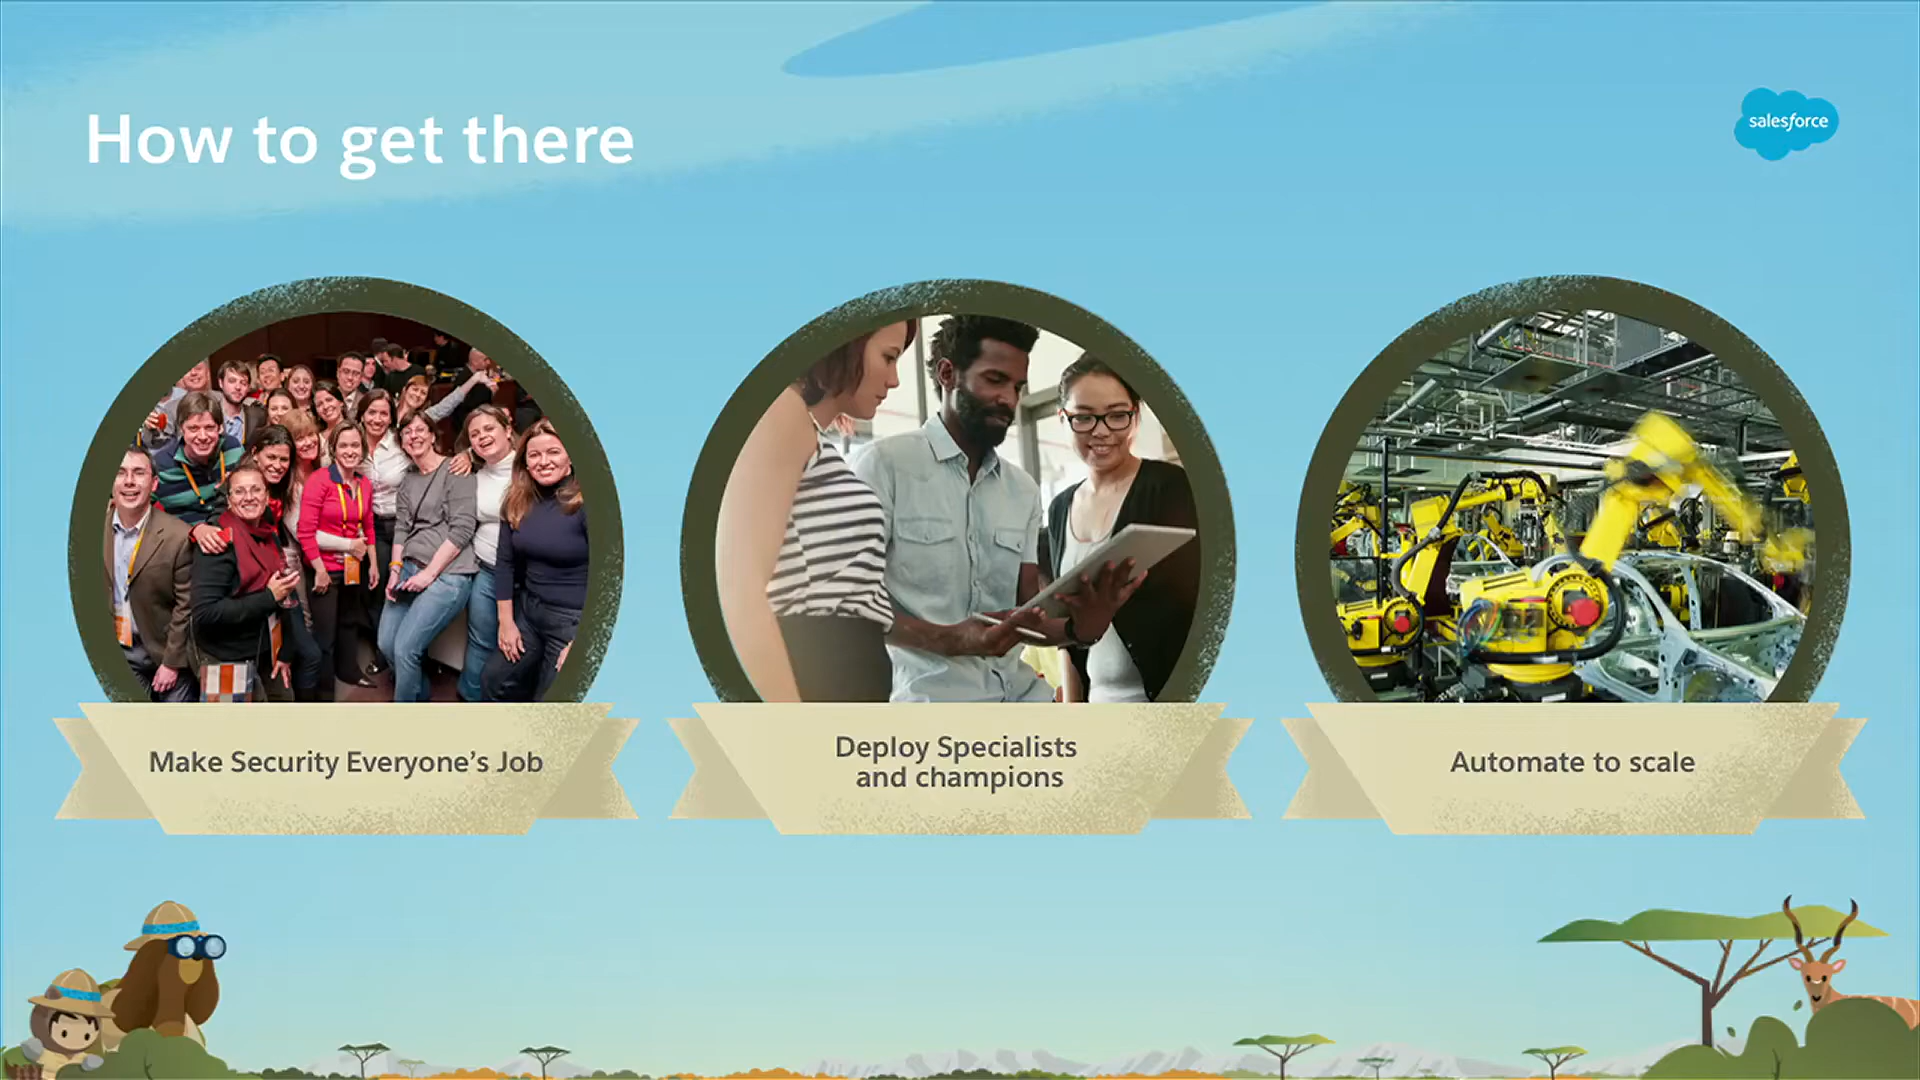 How to get there
salesforce
Make Security Everyone's Job
Deploy Specialists
and champions
Automate to scale